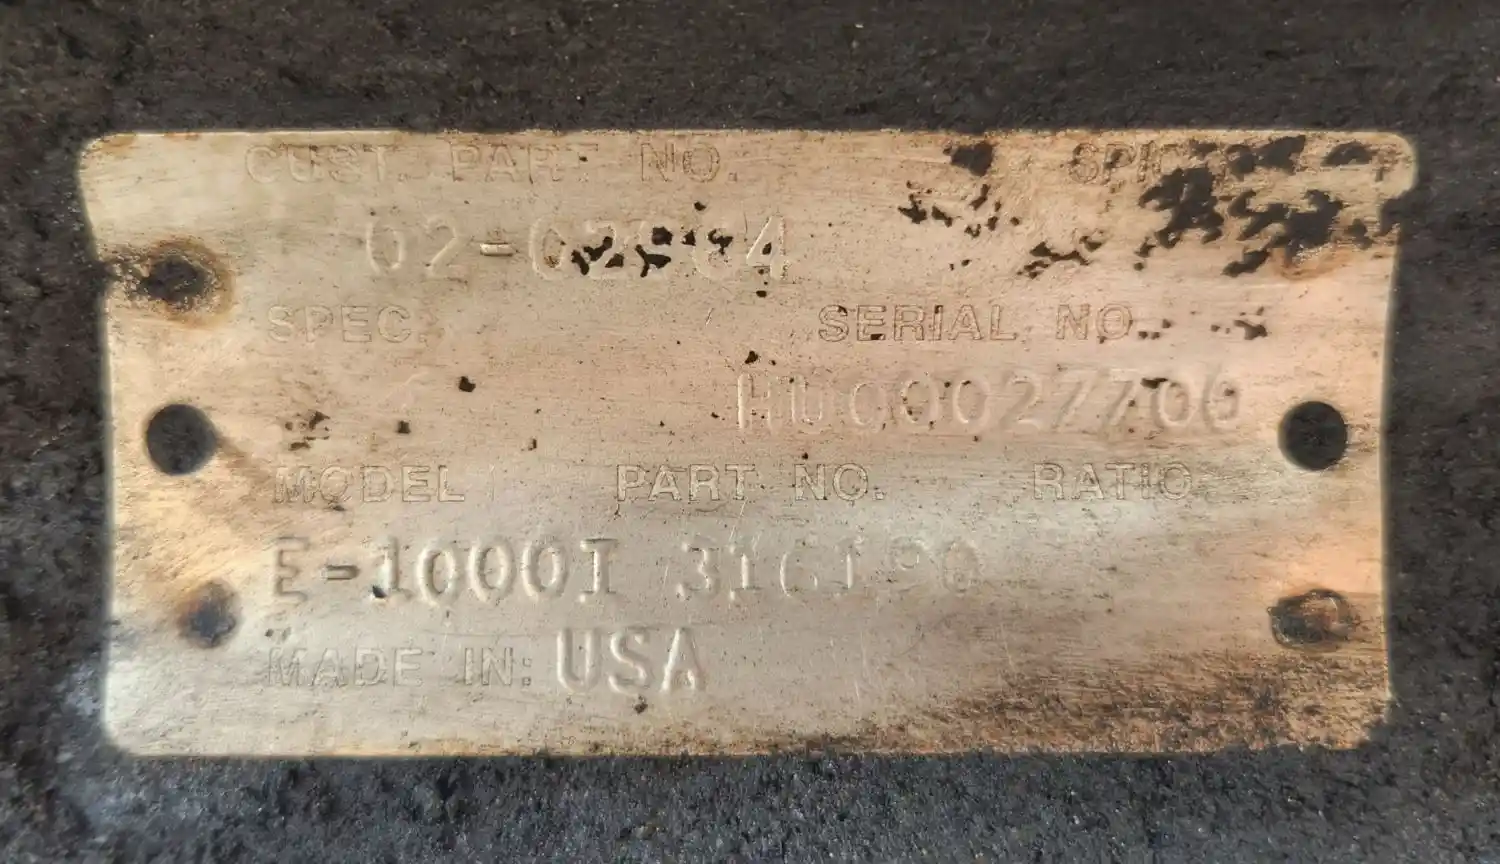 CUST. PART NO.
SPEC. SERIAL NO.
HU00027706
MODEL PART NO. RATIO
E-1000I 316190
MADE IN: USA